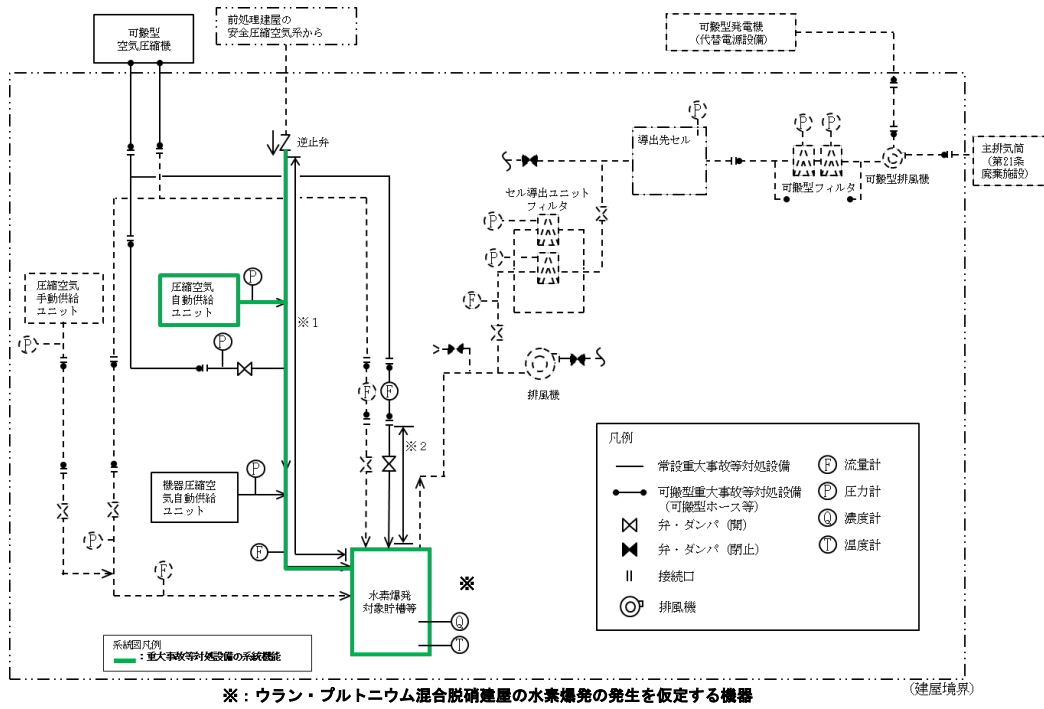 可搬型
空気圧縮機
前処理建屋の
安全圧縮空気系から
可搬型発電機
(代替電源設備)
逆止弁
P
導出先セル
P
P
可搬型フィルタ
可搬型排風機
主排気筒
(第21条
廃棄施設)
セル導出ユニット
フィルタ
P
P
F
圧縮空気
手動供給
ユニット
P
圧縮空気
自動供給
ユニット
P
※1
P
F
F
排風機
※2
機器圧縮空
気自動供給
ユニット
P
P
F
F
水素爆発
対象貯槽等
※
Q
T
凡例
常設重大事故等対処設備
可搬型重大事故等対処設備
(可搬型ホース等)
弁・ダンパ (開)
弁・ダンパ (閉止)
接続口
排風機
F 流量計
P 圧力計
Q 濃度計
T 温度計
系統図凡例
:重大事故等対処設備の系統機能
(建屋境界)
※:ウラン・プルトニウム混合脱硝建屋の水素爆発の発生を仮定する機器